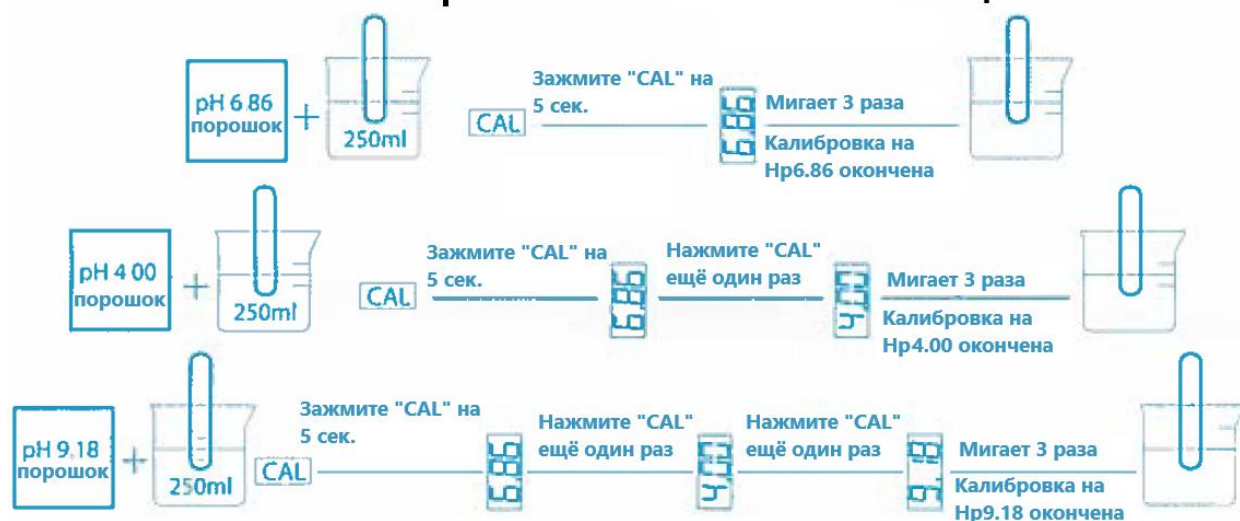 pH 6.86
порошок
+
250ml
CAL
Зажмите "CAL" на
5 сек.
6.86
Мигает 3 раза
Калибровка на
Нр6.86 окончена
pH 4 00
порошок
+
250ml
CAL
Зажмите "CAL" на
5 сек.
6.86
Нажмите "CAL"
ещё один раз
4.00
Мигает 3 раза
Калибровка на
Нр4.00 окончена
pH 9.18
порошок
+
250ml
CAL
Зажмите "CAL" на
5 сек.
6.86
Нажмите "CAL"
ещё один раз
4.00
Нажмите "CAL"
ещё один раз
9.18
Мигает 3 раза
Калибровка на
Нр9.18 окончена